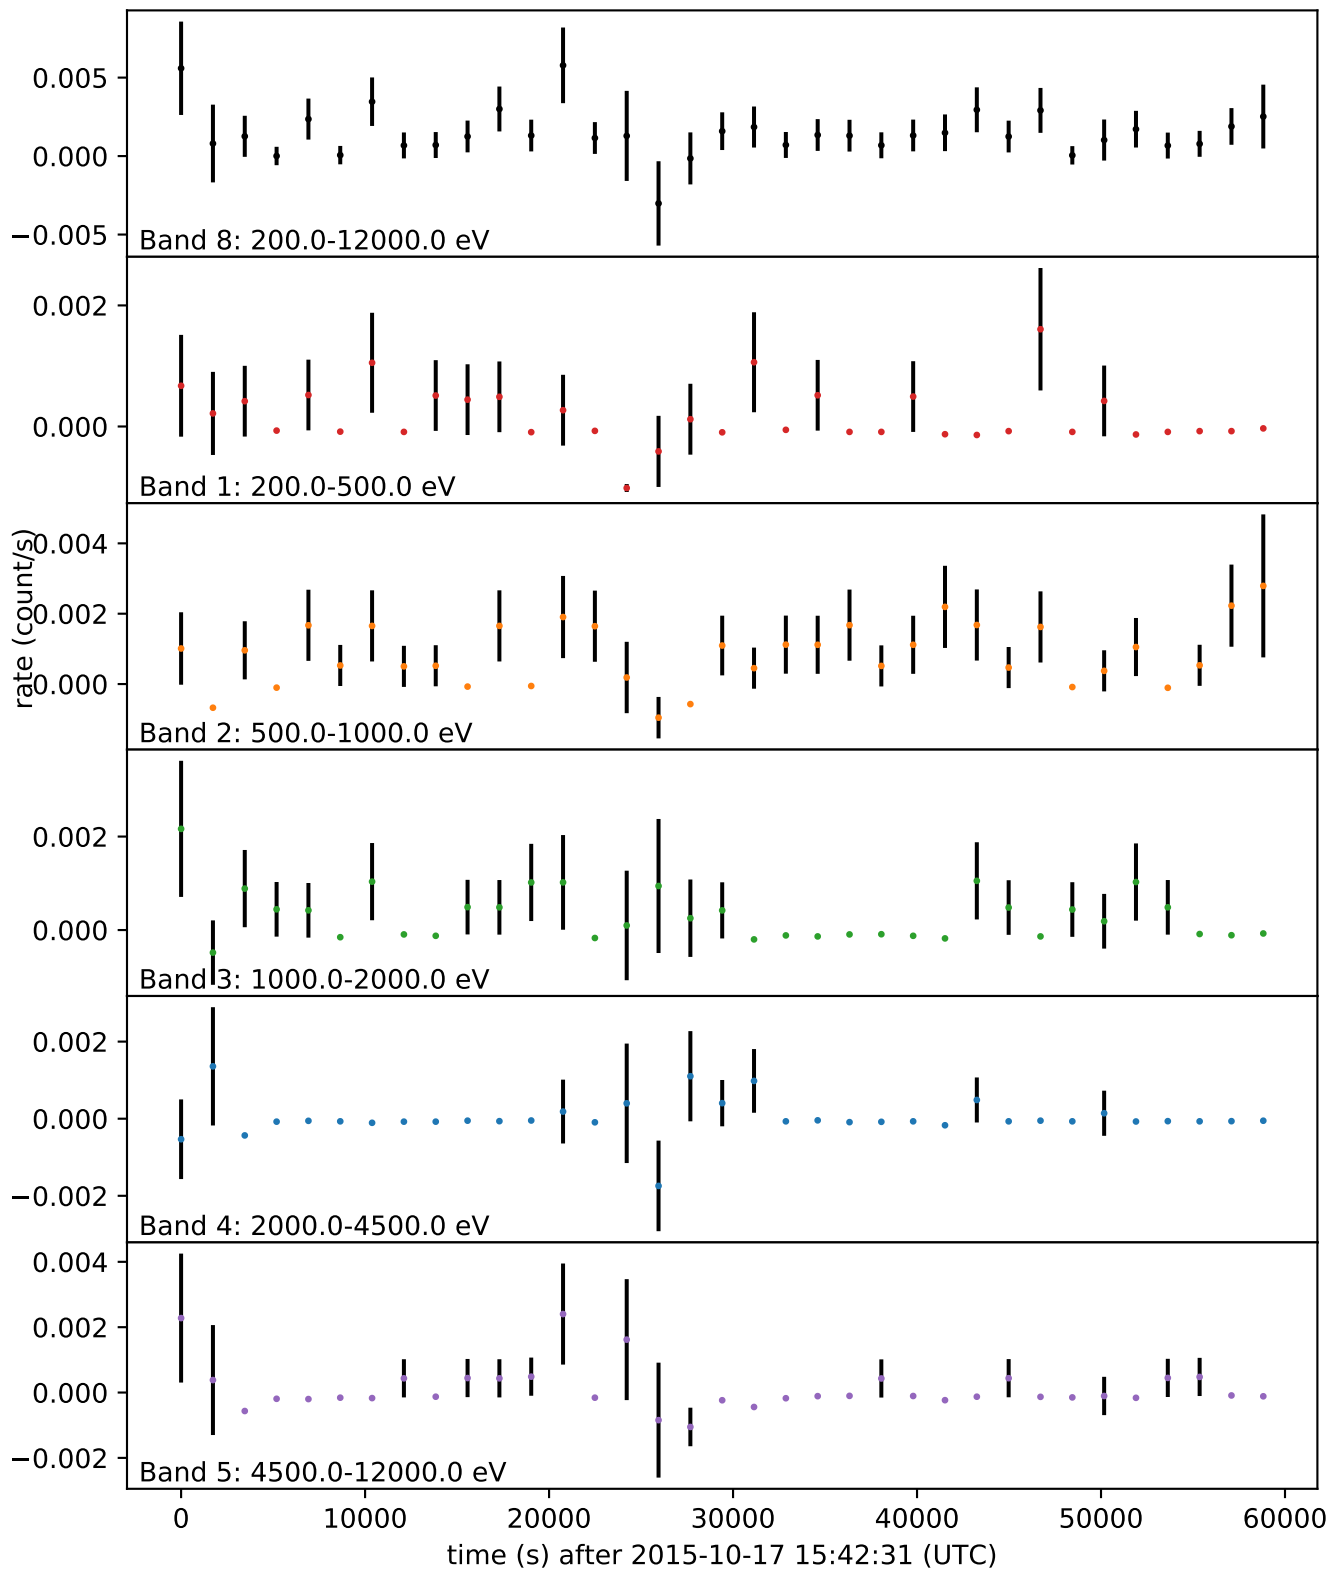 0.005
0.000
−0.005
Band 8: 200.0-12000.0 eV
0.002
0.000
Band 1: 200.0-500.0 eV
rate (count/s)
0.004
0.002
0.000
Band 2: 500.0-1000.0 eV
0.002
0.000
Band 3: 1000.0-2000.0 eV
0.002
0.000
−0.002
Band 4: 2000.0-4500.0 eV
0.004
0.002
0.000
−0.002
Band 5: 4500.0-12000.0 eV
0 10000 20000 30000 40000 50000 60000
time (s) after 2015-10-17 15:42:31 (UTC)